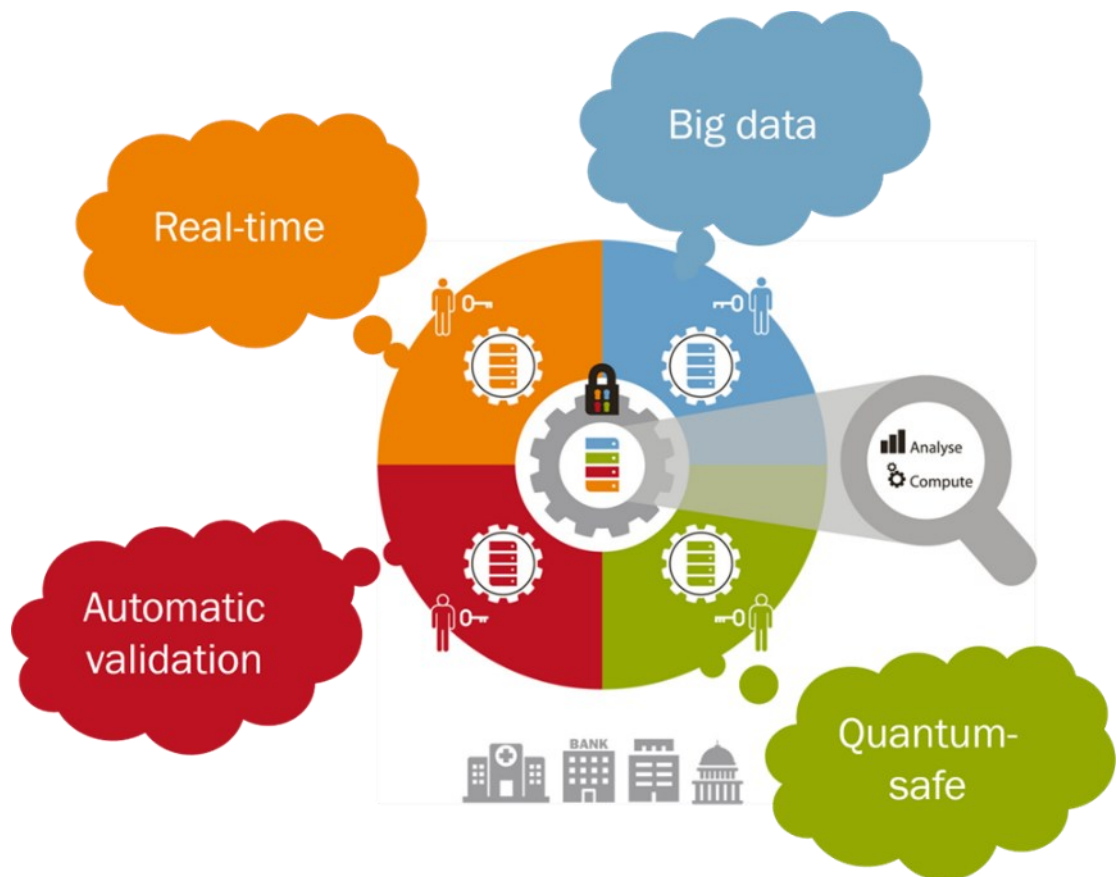 Big data
Real-time
Analyse
Compute
Automatic
validation
BANK
Quantum-
safe